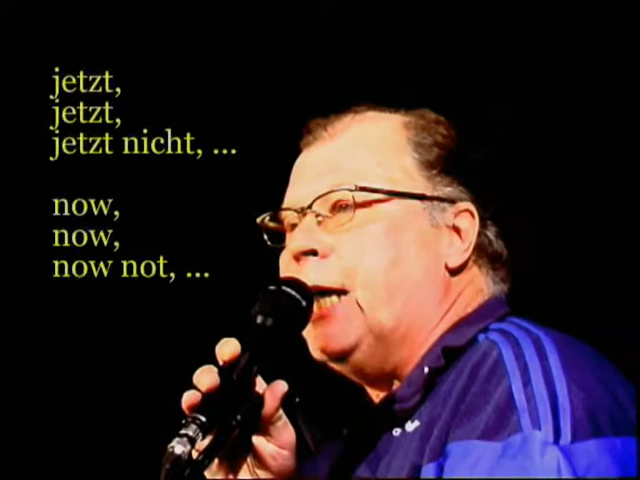 jetzt,
jetzt,
jetzt nicht, ...
now,
now,
now not, ...